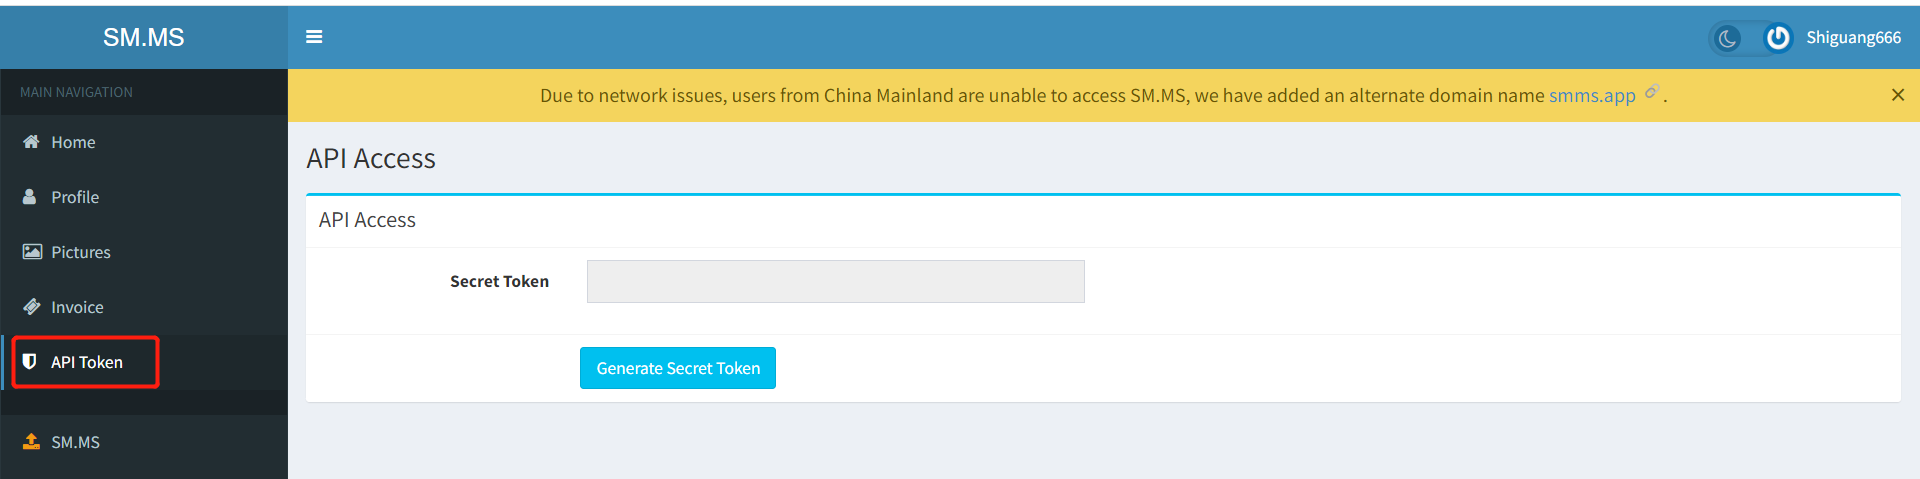 SM.MS
Shiguang666
MAIN NAVIGATION
Due to network issues, users from China Mainland are unable to access SM.MS, we have added an alternate domain name smms.app .
Home
Profile
Pictures
Invoice
API Token
SM.MS
API Access
API Access
Secret Token
Generate Secret Token